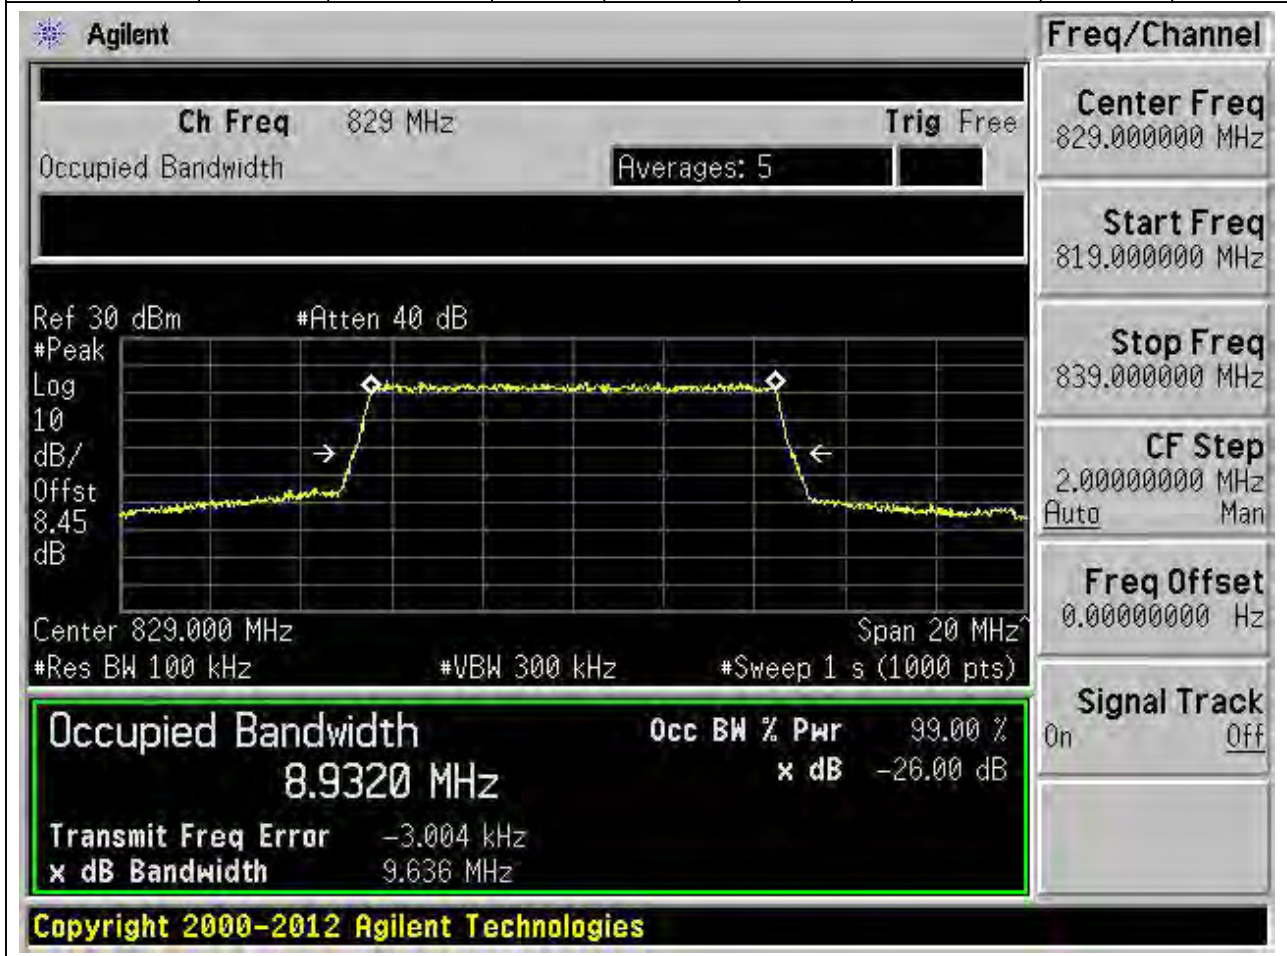 Agilent
Freq/Channel
Ch Freq 829 MHz Trig Free
Occupied Bandwidth Averages: 5
Center Freq
829.000000 MHz
Start Freq
819.000000 MHz
Stop Freq
839.000000 MHz
CF Step
2.00000000 MHz
Auto Man
Freq Offset
0.00000000 Hz
Signal Track
On Off
Ref 30 dBm #Atten 40 dB
#Peak
Log
10
dB/
Offst
8.45
dB
Center 829.000 MHz Span 20 MHz^
#Res BW 100 kHz #VBW 300 kHz #Sweep 1 s (1000 pts)
Occupied Bandwidth Occ BW % Pwr 99.00 %
8.9320 MHz x dB -26.00 dB
Transmit Freq Error -3.004 kHz
x dB Bandwidth 9.636 MHz
Copyright 2000-2012 Agilent Technologies